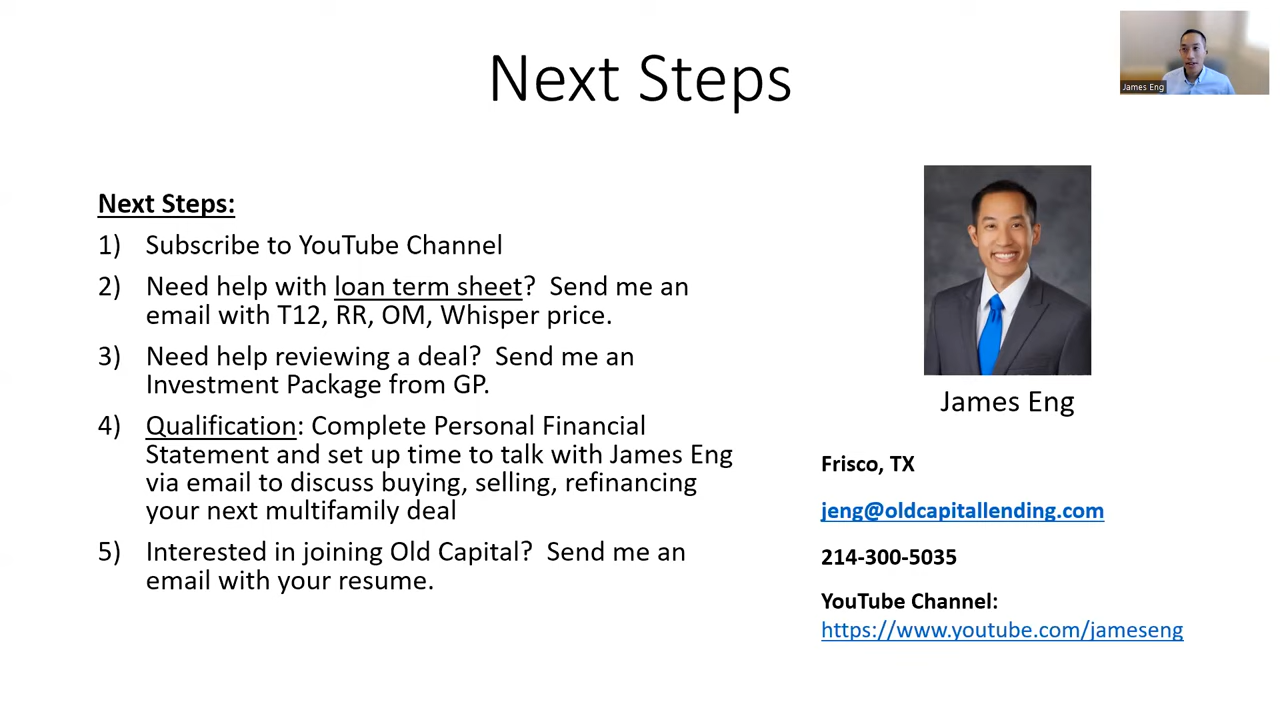 Next Steps
James Eng
Next Steps:
1) Subscribe to YouTube Channel
2) Need help with loan term sheet? Send me an
email with T12, RR, OM, Whisper price.
3) Need help reviewing a deal? Send me an
Investment Package from GP.
4) Qualification: Complete Personal Financial
Statement and set up time to talk with James Eng
via email to discuss buying, selling, refinancing
your next multifamily deal
5) Interested in joining Old Capital? Send me an
email with your resume.
James Eng
Frisco, TX
jeng@oldcapitallending.com
214-300-5035
YouTube Channel:
https://www.youtube.com/jameseng